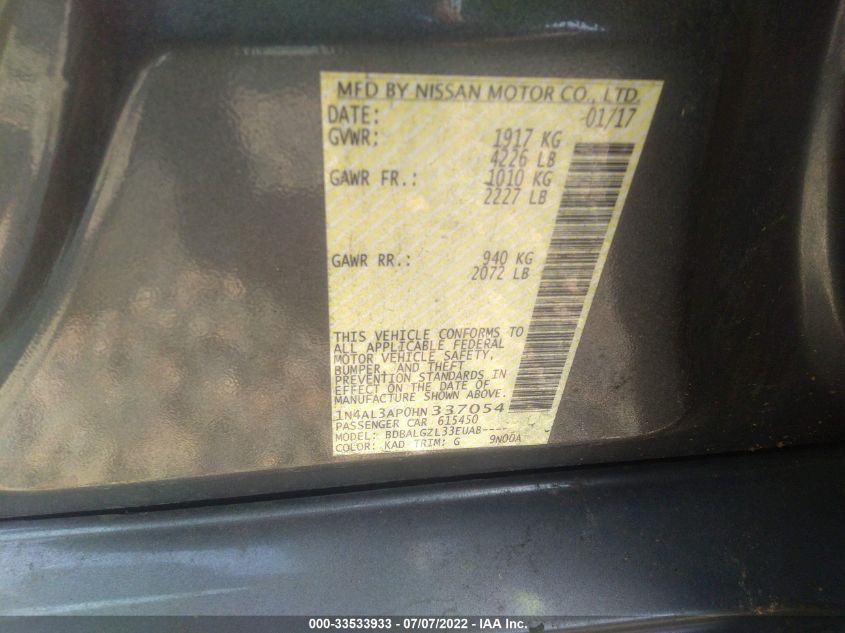 MFD BY NISSAN MOTOR CO., LTD.
DATE: 01/17
GVWR: 1917 KG
4226 LB
GAWR FR.: 1010 KG
2227 LB
GAWR RR.: 940 KG
2072 LB
THIS VEHICLE CONFORMS TO
ALL APPLICABLE FEDERAL
MOTOR VEHICLE SAFETY,
BUMPER, AND THEFT
PREVENTION STANDARDS IN
EFFECT ON THE DATE OF
MANUFACTURE SHOWN ABOVE.
1N4AL3AP0HN 337054
PASSENGER CAR 615450
MODEL: BDBALGZL33EUAB-----
COLOR: KAD TRIM: G 9N00A
000-33533933 - 07/07/2022 - IAA Inc.